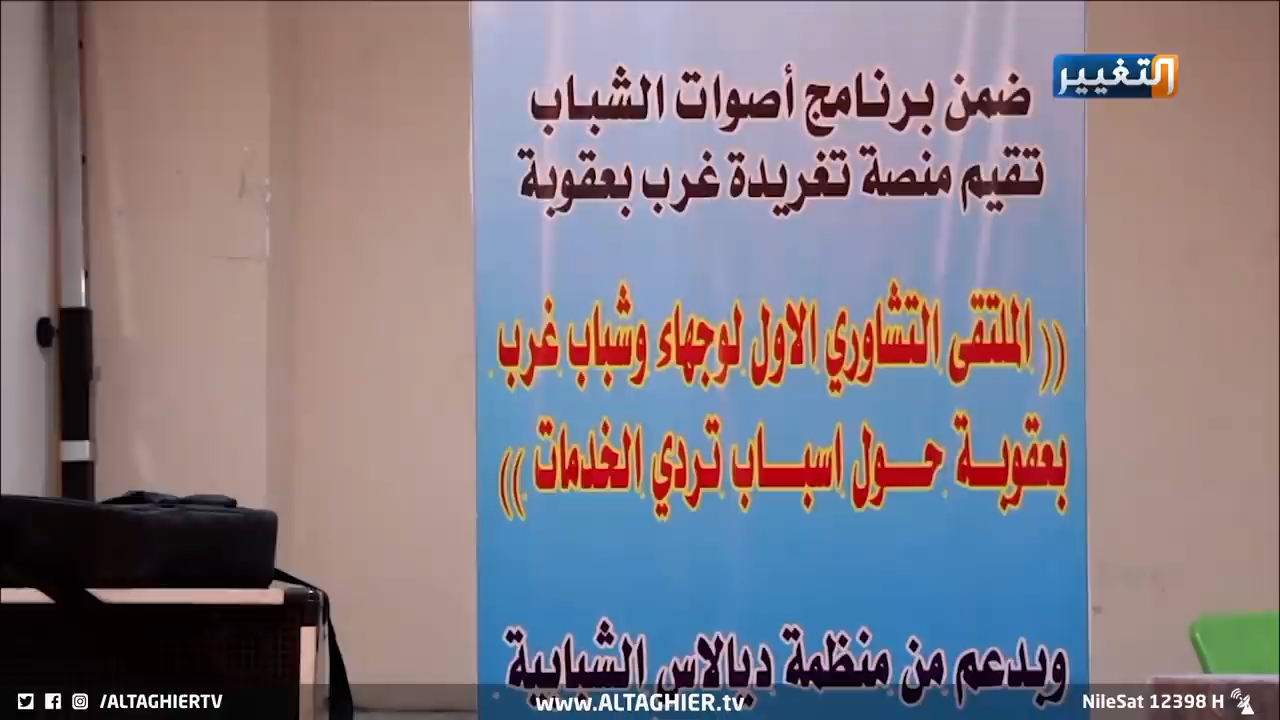 التغيير
ضمن برنامج أصوات الشباب
تقيم منصة تغريدة غرب بعقوبة
(( الملتقى التشاوري الاول لوجهاء وشباب غرب
بعقوبة حول اسباب تردي الخدمات ))
وبدعم من منظمة ديالاس الشبابية
/ALTAGHIERTV
www.ALTAGHIER.tv
NileSat 12398 H